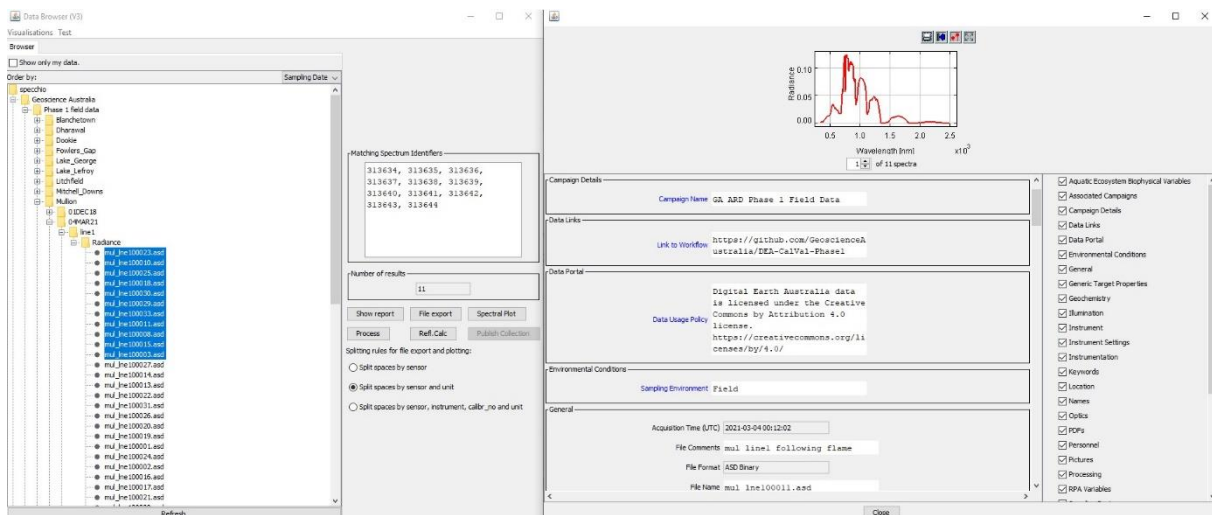 Data Browser (V3)
Visualisations Test
Browser
Show only my data.
Order by:
Sampling Date
specchio
Geoscience Australia
Phase 1 field data
Blanchetown
Dharawal
Dookie
Fowlers_Gap
Lake_George
Lake_Lefroy
Litchfield
Mitchell_Downs
Mullion
01DEC18
04MAR21
line1
Radiance
mul_lne100023.asd
mul_lne100010.asd
mul_lne100025.asd
mul_lne100018.asd
mul_lne100030.asd
mul_lne100029.asd
mul_lne100033.asd
mul_lne100011.asd
mul_lne100008.asd
mul_lne100015.asd
mul_lne100003.asd
mul_lne100027.asd
mul_lne100014.asd
mul_lne100013.asd
mul_lne100022.asd
mul_lne100031.asd
mul_lne100026.asd
mul_lne100020.asd
mul_lne100019.asd
mul_lne100001.asd
mul_lne100024.asd
mul_lne100002.asd
mul_lne100016.asd
mul_lne100017.asd
mul_lne100021.asd
Refresh
Matching Spectrum Identifiers
313634, 313635, 313636,
313637, 313638, 313639,
313640, 313641, 313642,
313643, 313644
Number of results
11
Show report File export Spectral Plot
Process Refl.Calc Publish Collection
Splitting rules for file export and plotting:
Split spaces by sensor
Split spaces by sensor and unit
Split spaces by sensor, instrument, calibr_no and unit
Radiance
0.10
0.05
0.00
0.5 1.0 1.5 2.0 2.5
Wavelength [nm] x10³
1 of 11 spectra
Campaign Details
Campaign Name GA ARD Phase 1 Field Data
Data Links
Link to Workflow https://github.com/GeoscienceA
ustralia/DEA-CalVal-Phase1
Data Portal
Data Usage Policy
Digital Earth Australia data
is licensed under the Creative
Commons by Attribution 4.0
license.
https://creativecommons.org/li
censes/by/4.0/
Environmental Conditions
Sampling Environment Field
General
Acquisition Time (UTC) 2021-03-04 00:12:02
File Comments mul line1 following flame
File Format ASD Binary
File Name mul lne100011.asd
Close
Aquatic Ecosystem Biophysical Variables
Associated Campaigns
Campaign Details
Data Links
Data Portal
Environmental Conditions
General
Generic Target Properties
Geochemistry
Illumination
Instrument
Instrument Settings
Instrumentation
Keywords
Location
Names
Optics
PDFs
Personnel
Pictures
Processing
RPA Variables